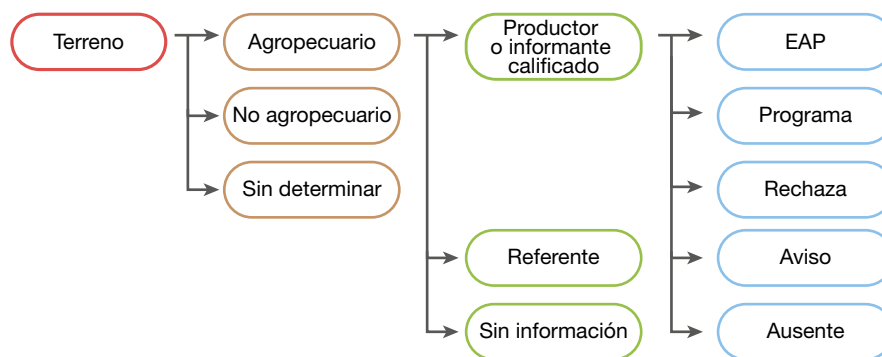 Terreno
Agropecuario
No agropecuario
Sin determinar
Productor
o informante
calificado
Referente
Sin información
EAP
Programa
Rechaza
Aviso
Ausente